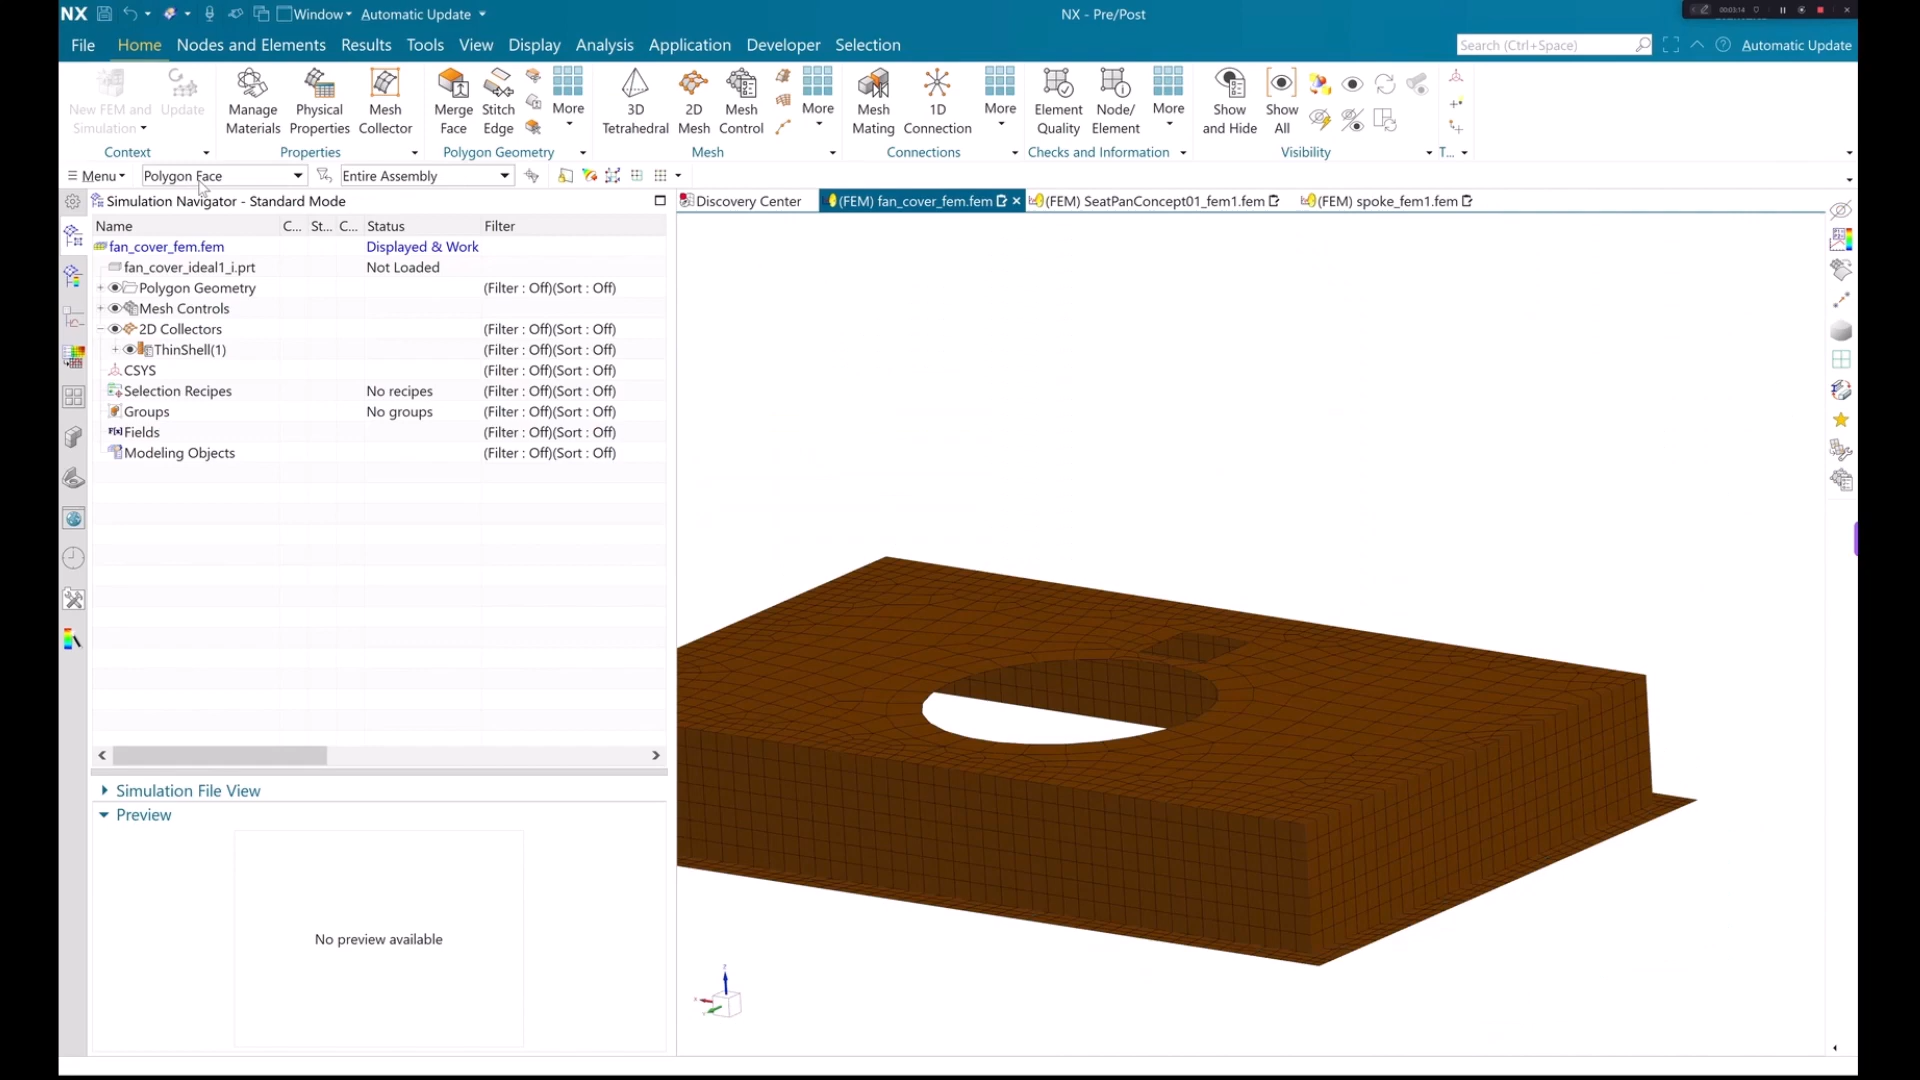 NX Window Automatic Update NX - Pre/Post 00:03:14
File Home Nodes and Elements Results Tools View Display Analysis Application Developer Selection Search (Ctrl+Space) Automatic Update
New FEM and Simulation Update Manage Materials Physical Properties Mesh Collector Merge Face Stitch Edge More 3D Tetrahedral 2D Mesh Mesh Control More Mesh Mating 1D Connection More Element Quality Node/ Element More Show and Hide Show All
Context Properties Polygon Geometry Mesh Connections Checks and Information Visibility T...
Menu Polygon Face Entire Assembly
Simulation Navigator - Standard Mode Discovery Center (FEM) fan_cover_fem.fem (FEM) SeatPanConcept01_fem1.fem (FEM) spoke_fem1.fem
Name C... St... C... Status Filter
fan_cover_fem.fem Displayed & Work
fan_cover_ideal1_i.prt Not Loaded
Polygon Geometry (Filter : Off)(Sort : Off)
Mesh Controls
2D Collectors (Filter : Off)(Sort : Off)
ThinShell(1) (Filter : Off)(Sort : Off)
CSYS (Filter : Off)(Sort : Off)
Selection Recipes No recipes (Filter : Off)(Sort : Off)
Groups No groups (Filter : Off)(Sort : Off)
Fields (Filter : Off)(Sort : Off)
Modeling Objects (Filter : Off)(Sort : Off)
Simulation File View
Preview
No preview available